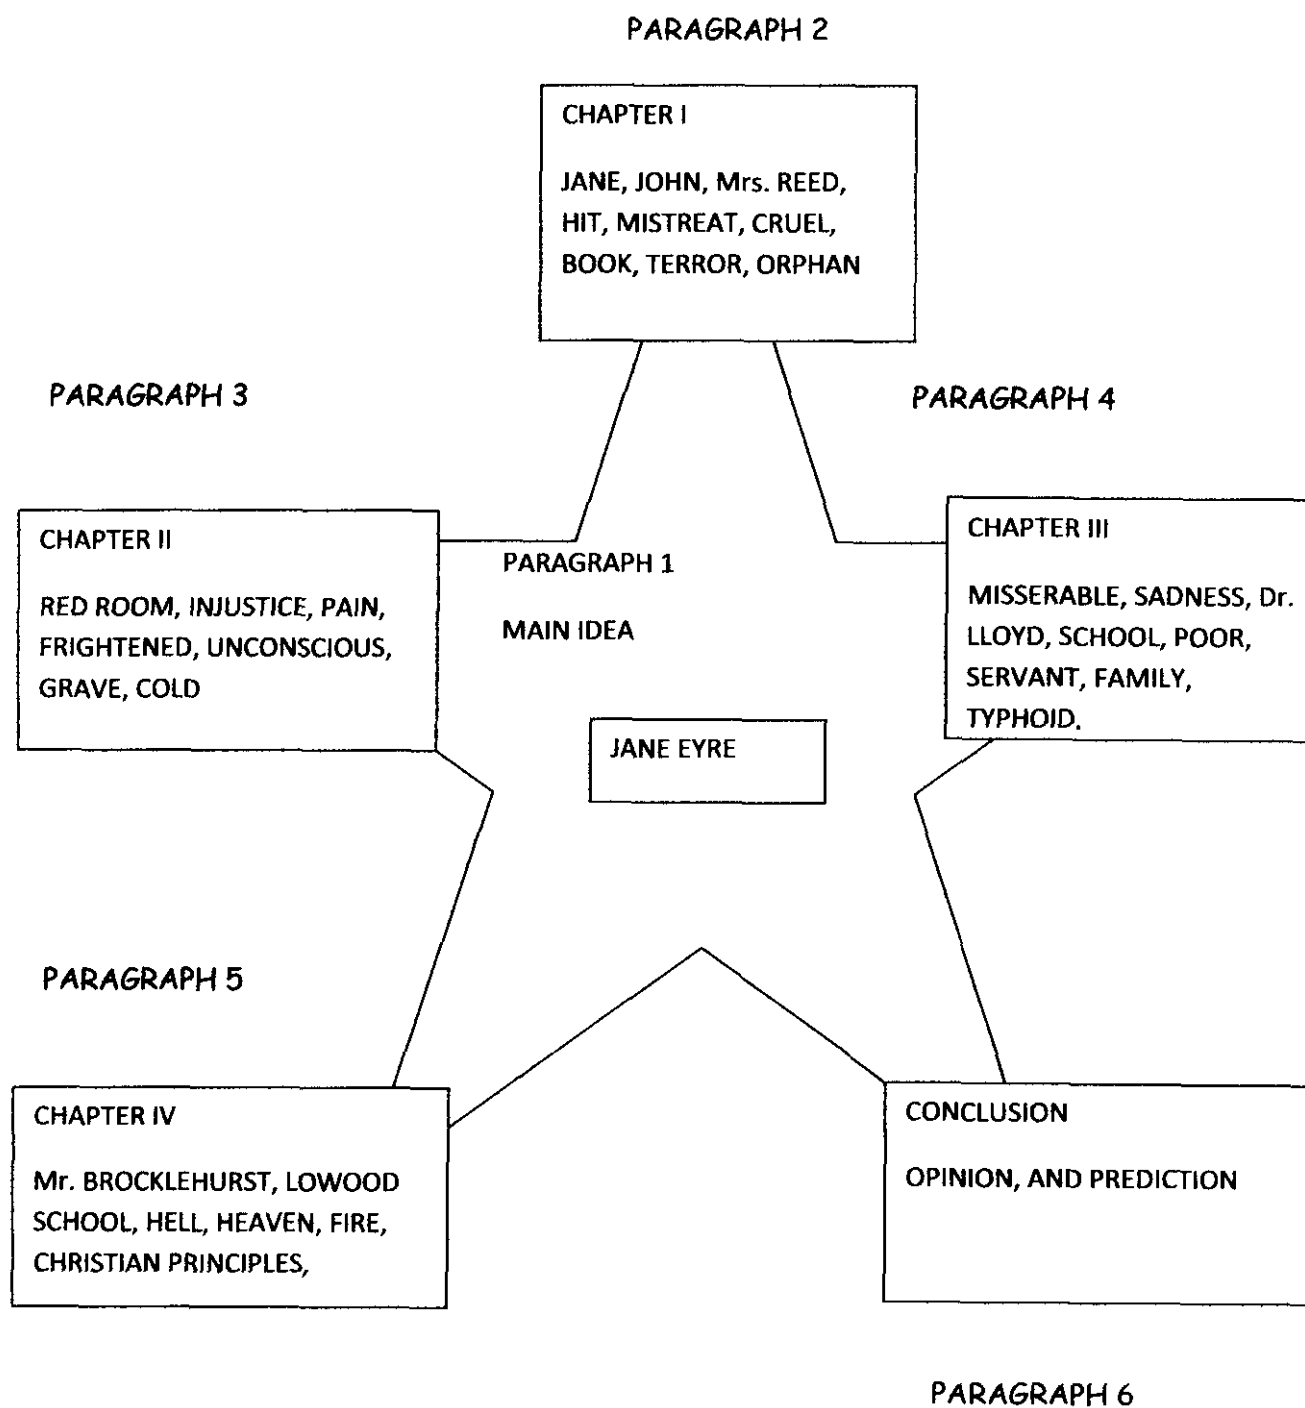 PARAGRAPH 2
CHAPTER I
JANE, JOHN, Mrs. REED,
HIT, MISTREAT, CRUEL,
BOOK, TERROR, ORPHAN
PARAGRAPH 3
PARAGRAPH 4
CHAPTER II
RED ROOM, INJUSTICE, PAIN,
FRIGHTENED, UNCONSCIOUS,
GRAVE, COLD
PARAGRAPH 1
MAIN IDEA
JANE EYRE
CHAPTER III
MISSERABLE, SADNESS, Dr.
LLOYD, SCHOOL, POOR,
SERVANT, FAMILY,
TYPHOID.
PARAGRAPH 5
CHAPTER IV
Mr. BROCKLEHURST, LOWOOD
SCHOOL, HELL, HEAVEN, FIRE,
CHRISTIAN PRINCIPLES,
CONCLUSION
OPINION, AND PREDICTION
PARAGRAPH 6